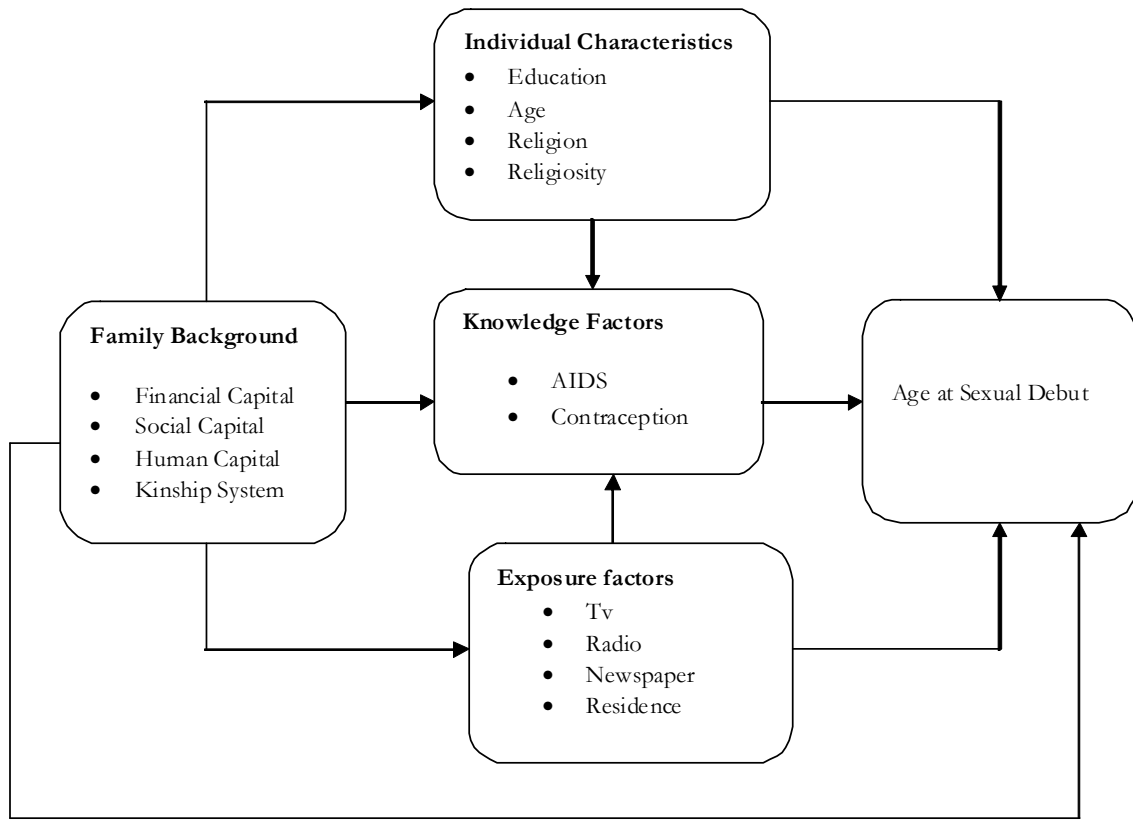 Individual Characteristics
• Education
• Age
• Religion
• Religiosity
Family Background
• Financial Capital
• Social Capital
• Human Capital
• Kinship System
Knowledge Factors
• AIDS
• Contraception
Age at Sexual Debut
Exposure factors
• Tv
• Radio
• Newspaper
• Residence